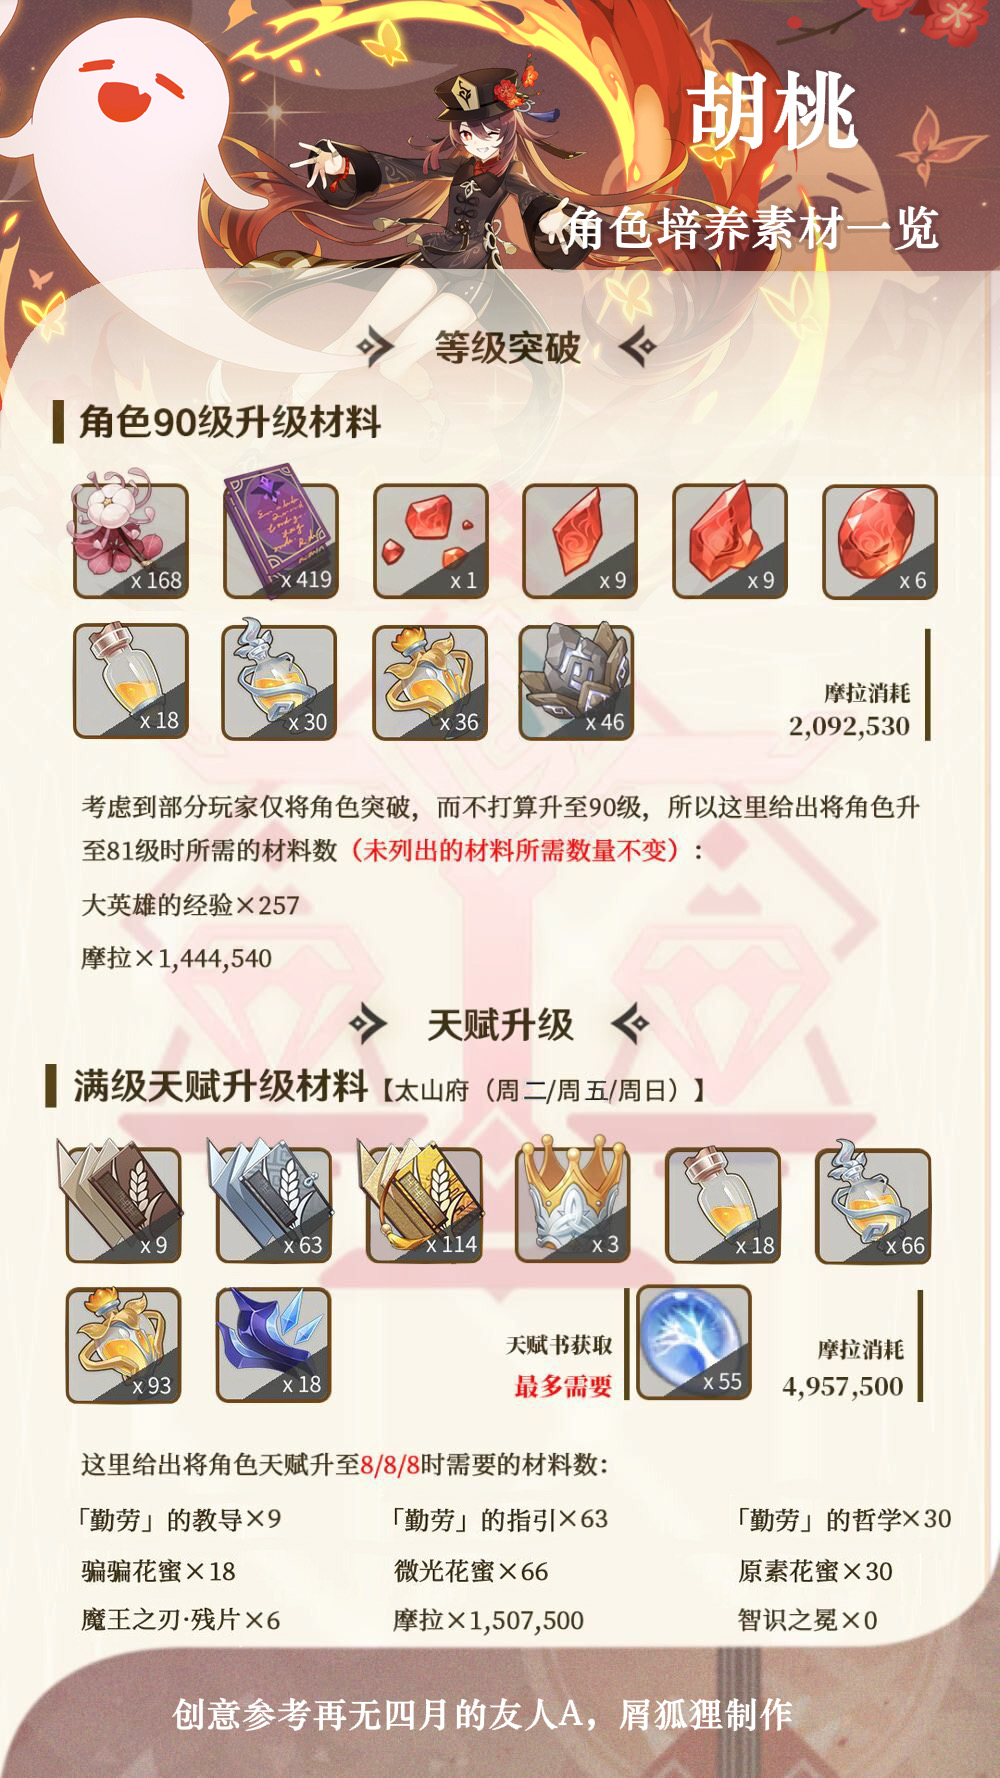 胡桃
角色培养素材一览
等级突破
角色90级升级材料
x 168
x 419
x 1
x 9
x 9
x 6
x 18
x 30
x 36
x 46
摩拉消耗
2,092,530
考虑到部分玩家仅将角色突破，而不打算升至90级，所以这里给出将角色升
至81级时所需的材料数（未列出的材料所需数量不变）：
大英雄的经验×257
摩拉×1,444,540
天赋升级
满级天赋升级材料【太山府（周二/周五/周日）】
x 9
x 63
x 114
x 3
x 18
x 66
x 93
x 18
天赋书获取
最多需要
x 55
摩拉消耗
4,957,500
这里给出将角色天赋升至8/8/8时需要的材料数：
「勤劳」的教导×9 「勤劳」的指引×63 「勤劳」的哲学×30
骗骗花蜜×18 微光花蜜×66 原素花蜜×30
魔王之刃·残片×6 摩拉×1,507,500 智识之冕×0
创意参考再无四月的友人A，屑狐狸制作